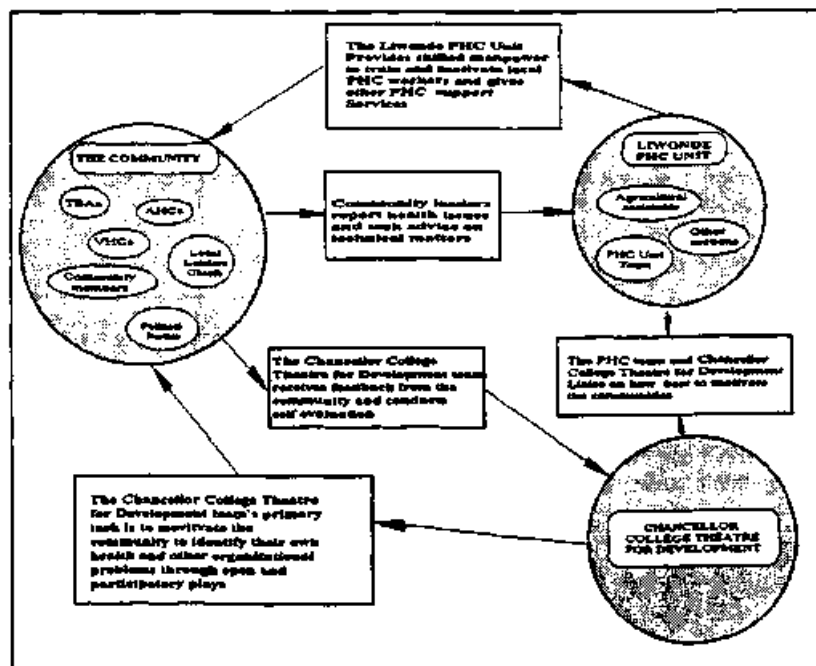 The Liwonde PHC Unit
Provides skilled manpower
to train and motivate local
PHC workers and gives
other PHC support
Services
THE COMMUNITY
TBAs
AHCs
VHCs
Local
Leaders
Community
members
Political
Parties
LIWONDE
PHC UNIT
Agricultural
Other
PHC Unit
Team
Community leaders
report health issues
and seek advise on
technical matters
The Chancellor College
Theatre for Development team
receives feedback from the
community and conducts
self evaluation
The PHC team and Chancellor
College Theatre for Development
Liaise on how best to motivate
the communities
The Chancellor College Theatre
for Development team's primary
task is to motivate the
community to identify their own
health and other organizational
problems through open and
participatory plays
CHANCELLOR
COLLEGE THEATRE
FOR DEVELOPMENT